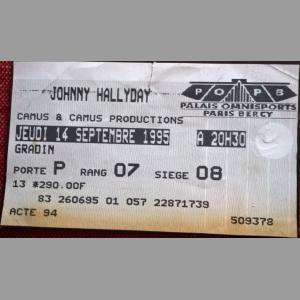 JOHNNY HALLYDAY
POPB
PALAIS OMNISPORTS
PARIS BERCY
CAMUS & CAMUS PRODUCTIONS
JEUDI 14 SEPTEMBRE 1995 A 20H30
GRADIN
PORTE P RANG 07 SIEGE 08
13 *290.00F
83 260695 01 057 22871739
ACTE 94 509378